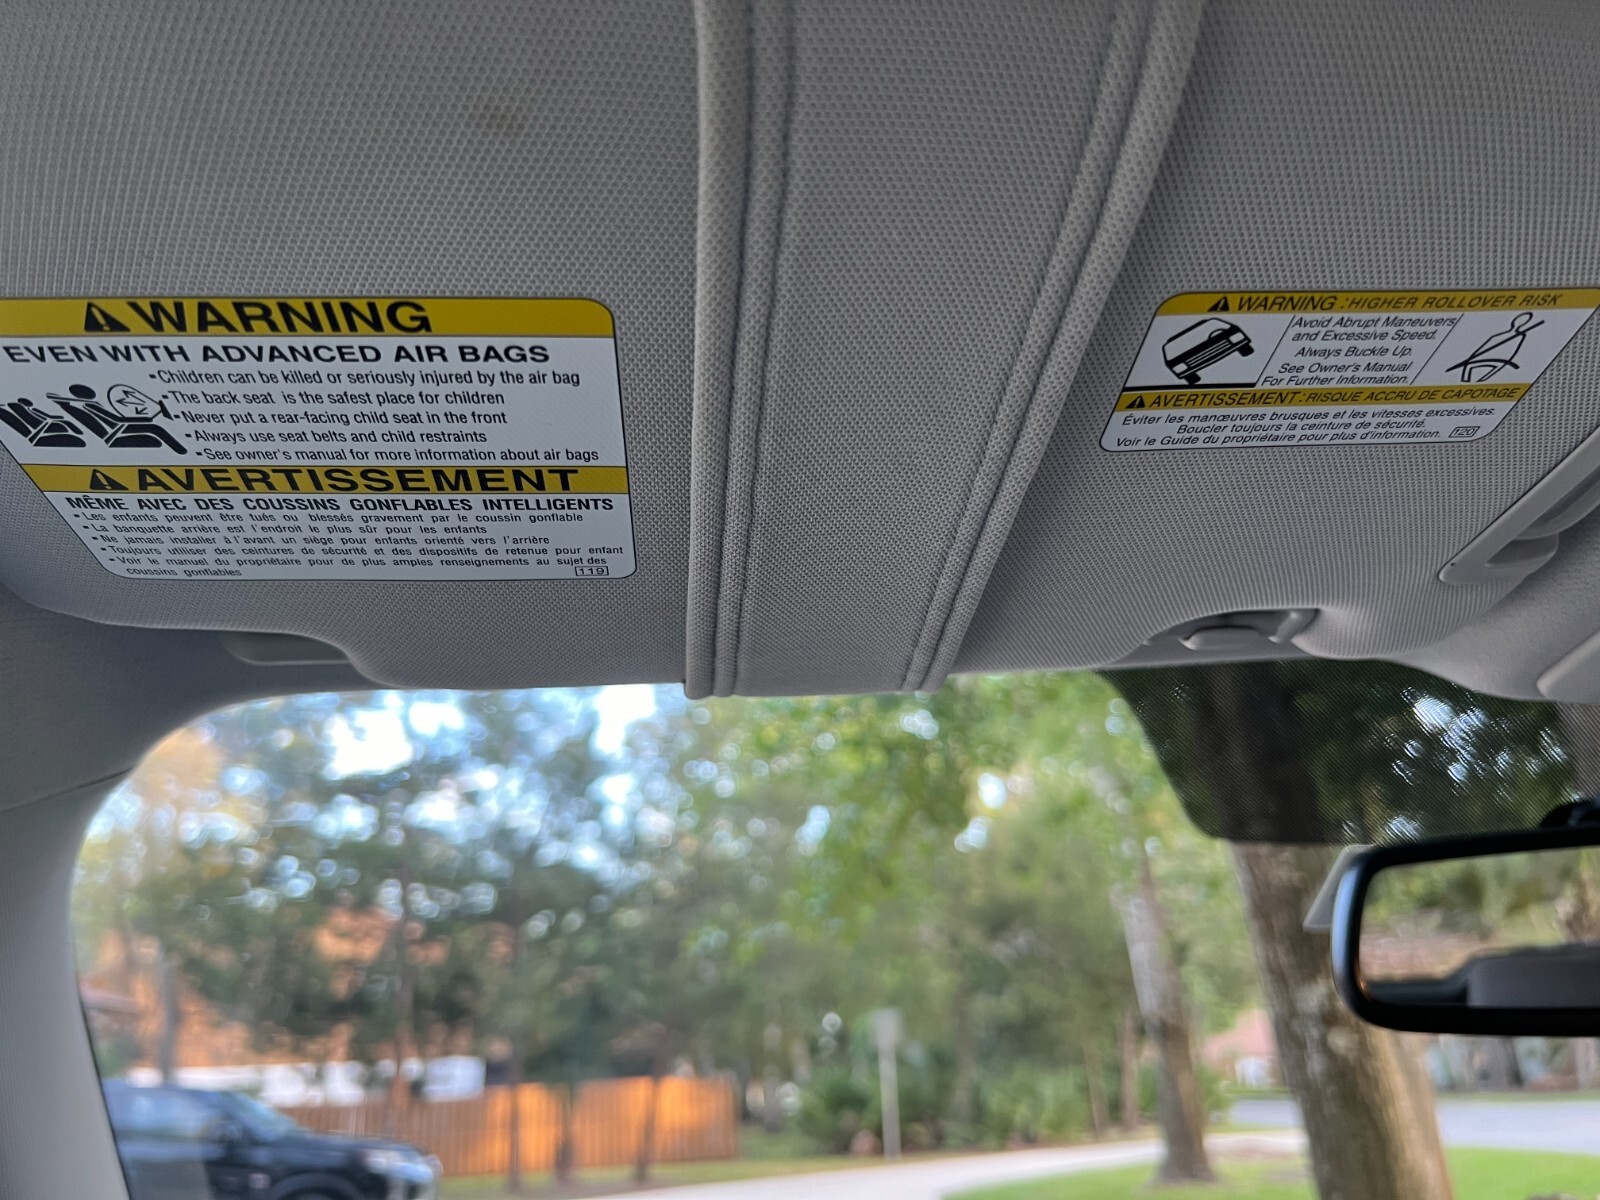 WARNING
EVEN WITH ADVANCED AIR BAGS
•Children can be killed or seriously injured by the air bag
•The back seat is the safest place for children
•Never put a rear-facing child seat in the front
•Always use seat belts and child restraints
•See owner's manual for more information about air bags
AVERTISSEMENT
MÊME AVEC DES COUSSINS GONFLABLES INTELLIGENTS
•Les enfants peuvent être tués ou blessés gravement par le coussin gonflable
•La banquette arrière est l'endroit le plus sûr pour les enfants
•Ne jamais installer à l'avant un siège pour enfants orienté vers l'arrière
•Toujours utiliser des ceintures de sécurité et des dispositifs de retenue pour enfant
•Voir le manuel du propriétaire pour de plus amples renseignements au sujet des
coussins gonflables
119
WARNING : HIGHER ROLLOVER RISK
Avoid Abrupt Maneuvers
and Excessive Speed.
Always Buckle Up.
See Owner's Manual
For Further Information.
AVERTISSEMENT : RISQUE ACCRU DE CAPOTAGE
Éviter les manœuvres brusques et les vitesses excessives.
Boucler toujours la ceinture de sécurité.
Voir le Guide du propriétaire pour plus d'information.
120